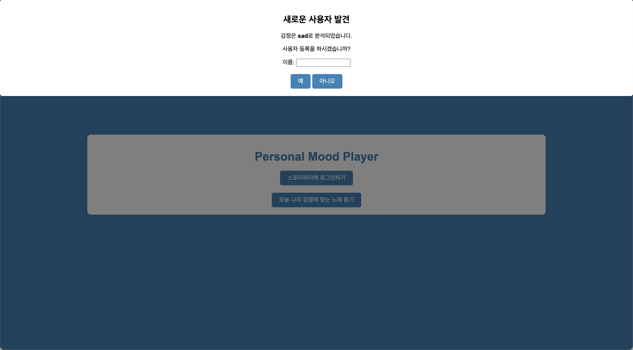 새로운 사용자 발견
감정은 sad로 분석되었습니다.
사용자 등록을 하시겠니까?
이름:
예
아니오
Personal Mood Player
스포티파이에 로그인하기
오늘 나의 감정에 맞는 노래 듣기